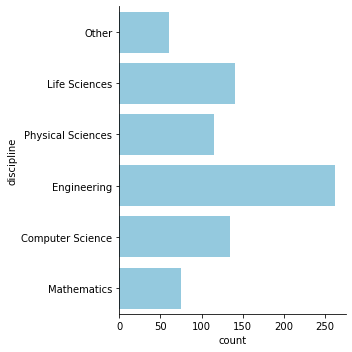 Other
Life Sciences
Physical Sciences
discipline
Engineering
Computer Science
Mathematics
0 50 100 150 200 250
count